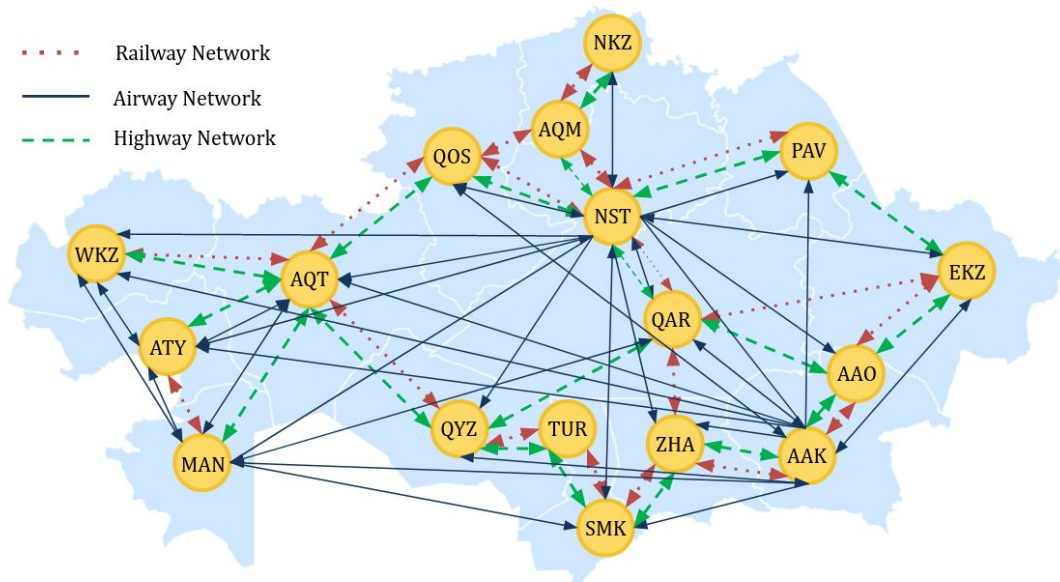 Railway Network
Airway Network
Highway Network
NKZ
AQM
QOS
PAV
NST
WKZ
AQT
EKZ
QAR
ATY
AAO
QYZ
TUR
ZHA
AAK
MAN
SMK